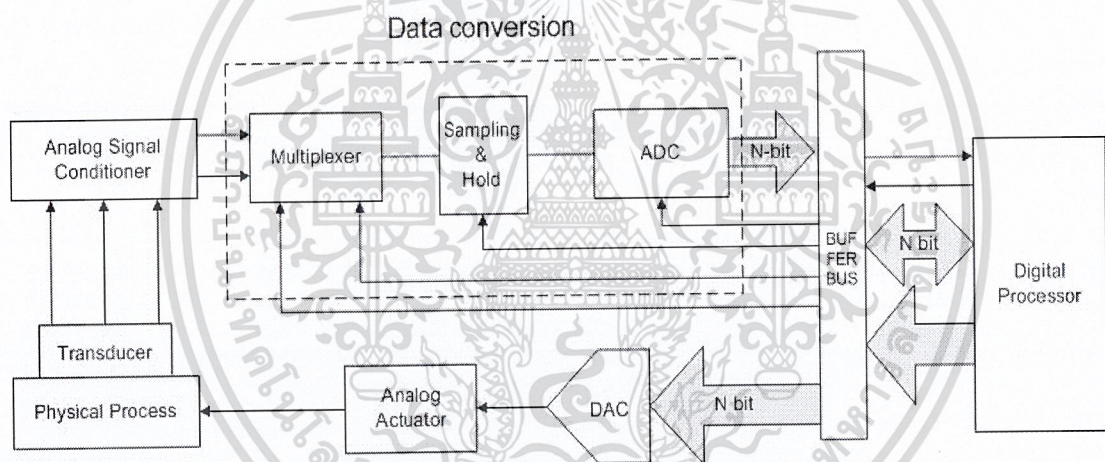 Data conversion
Analog Signal
Conditioner
Multiplexer
Sampling
&
Hold
ADC
N-bit
BUF
FER
BUS
N bit
Digital
Processor
Transducer
Physical Process
Analog
Actuator
DAC
N bit